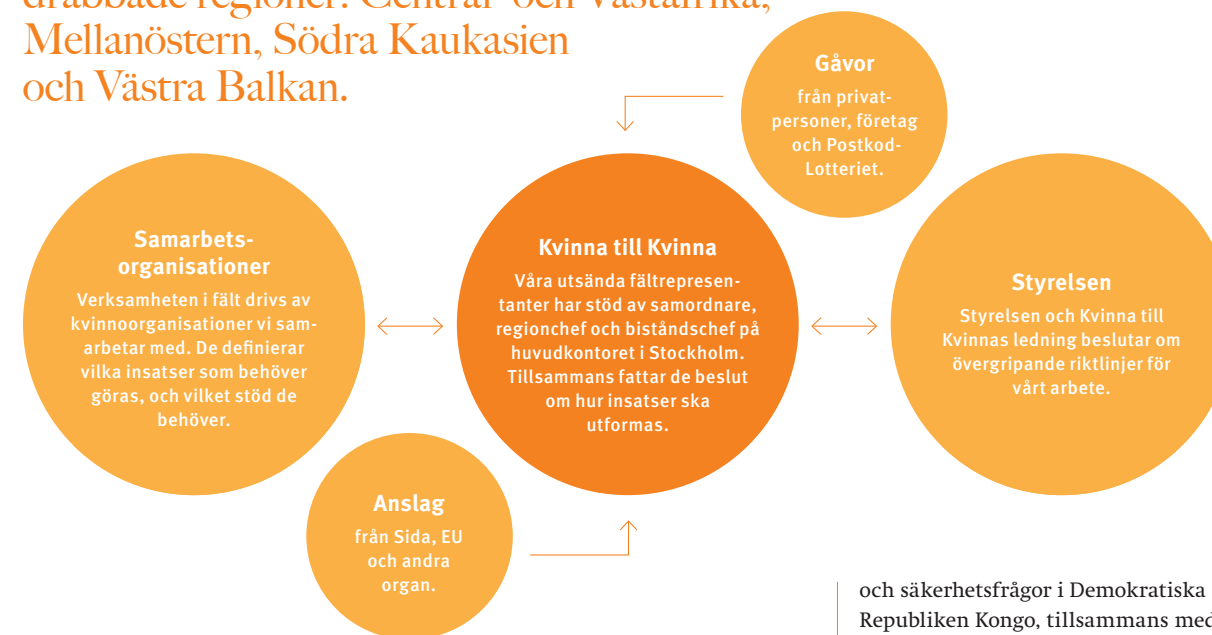 drabbade regioner: Central- och Västafrika,
Mellanöstern, Södra Kaukasien
och Västra Balkan.
Gåvor
från privat-
personer, företag
och Postkod-
Lotteriet.
Samarbets-
organisationer
Verksamheten i fält drivs av
kvinnoorganisationer vi sam-
arbetar med. De definierar
vilka insatser som behöver
göras, och vilket stöd de
behöver.
Kvinna till Kvinna
Våra utsända fältrepresen-
tanter har stöd av samordnare,
regionchef och biståndschef på
huvudkontoret i Stockholm.
Tillsammans fattar de beslut
om hur insatser ska
utformas.
Styrelsen
Styrelsen och Kvinna till
Kvinnas ledning beslutar om
övergripande riktlinjer för
vårt arbete.
Anslag
från Sida, EU
och andra
organ.
och säkerhetsfrågor i Demokratiska
Republiken Kongo, tillsammans med